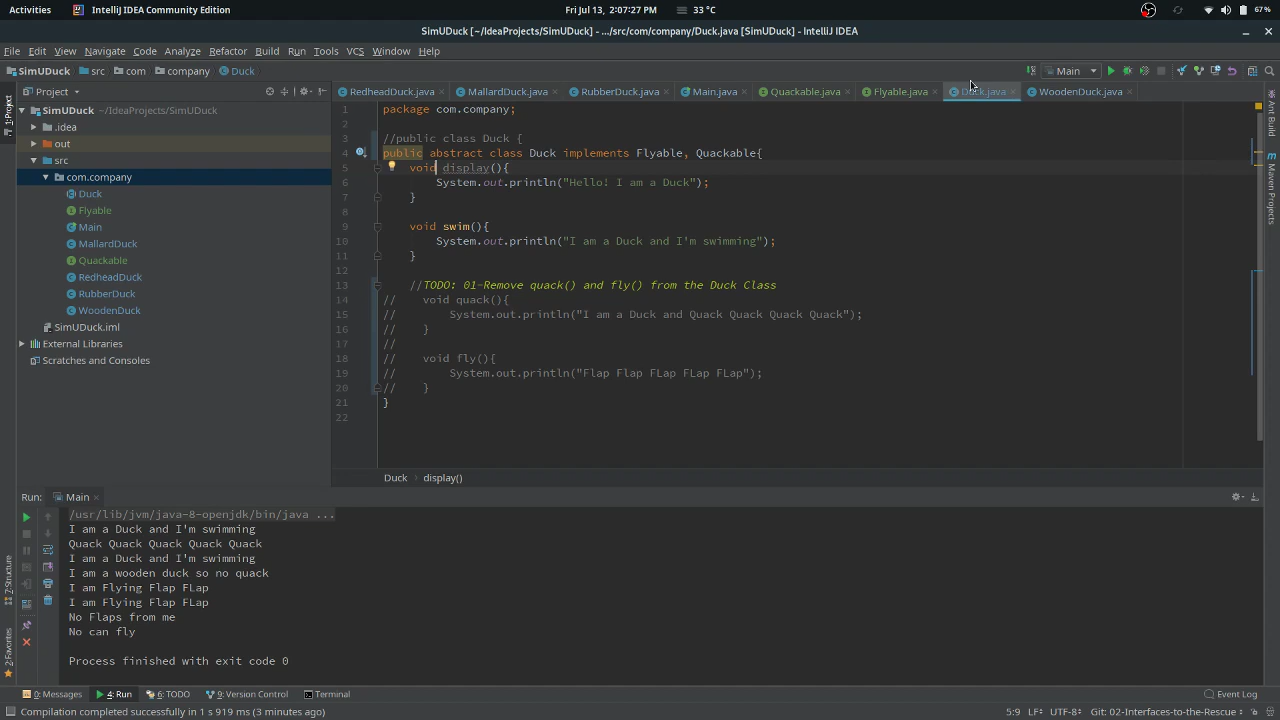 Activities IntelliJ IDEA Community Edition Fri Jul 13, 2:07:27 PM 33 °C 67%
SimUDuck [~/IdeaProjects/SimUDuck] - .../src/com/company/Duck.java [SimUDuck] - IntelliJ IDEA
File Edit View Navigate Code Analyze Refactor Build Run Tools VCS Window Help
SimUDuck src com company Duck Main
Project RedheadDuck.java MallardDuck.java RubberDuck.java Main.java Quackable.java Flyable.java Duck.java WoodenDuck.java
1: Project
SimUDuck ~/IdeaProjects/SimUDuck
.idea
out
src
com.company
Duck
Flyable
Main
MallardDuck
Quackable
RedheadDuck
RubberDuck
WoodenDuck
SimUDuck.iml
External Libraries
Scratches and Consoles
1 package com.company;
2
3 //public class Duck {
4 public abstract class Duck implements Flyable, Quackable{
5 void display(){
6 System.out.println("Hello! I am a Duck");
7 }
8
9 void swim(){
10 System.out.println("I am a Duck and I'm swimming");
11 }
12
13 //TODO: 01-Remove quack() and fly() from the Duck Class
14 // void quack(){
15 // System.out.println("I am a Duck and Quack Quack Quack Quack");
16 // }
17 //
18 // void fly(){
19 // System.out.println("Flap Flap FLap FLap FLap");
20 // }
21 }
22
Duck display()
Ant Build
Maven Projects
Run: Main
/usr/lib/jvm/java-8-openjdk/bin/java ...
I am a Duck and I'm swimming
Quack Quack Quack Quack Quack
I am a Duck and I'm swimming
I am a wooden duck so no quack
I am Flying Flap FLap
I am Flying Flap FLap
No Flaps from me
No can fly
Process finished with exit code 0
Z: Structure
2: Favorites
0: Messages 4: Run 6: TODO 9: Version Control Terminal Event Log
Compilation completed successfully in 1 s 919 ms (3 minutes ago) 5:9 LF÷ UTF-8÷ Git: 02-Interfaces-to-the-Rescue÷